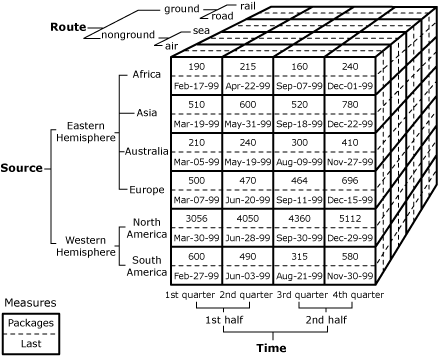 ground
rail
road
Route
nonground
sea
air
190 215 160 240
Africa
Feb-17-99 Apr-22-99 Sep-07-99 Dec-01-99
510 600 520 780
Asia
Mar-19-99 May-31-99 Sep-18-99 Dec-22-99
Eastern
Hemisphere
210 240 300 410
Australia
Mar-05-99 May-19-99 Aug-09-99 Nov-27-99
Source
500 470 464 696
Europe
Mar-07-99 Jun-20-99 Sep-11-99 Dec-15-99
3056 4050 4360 5112
North
America
Mar-30-99 Jun-28-99 Sep-30-99 Dec-29-99
Western
Hemisphere
600 490 315 580
South
America
Feb-27-99 Jun-03-99 Aug-21-99 Nov-30-99
1st quarter 2nd quarter 3rd quarter 4th quarter
1st half 2nd half
Time
Measures
Packages
Last